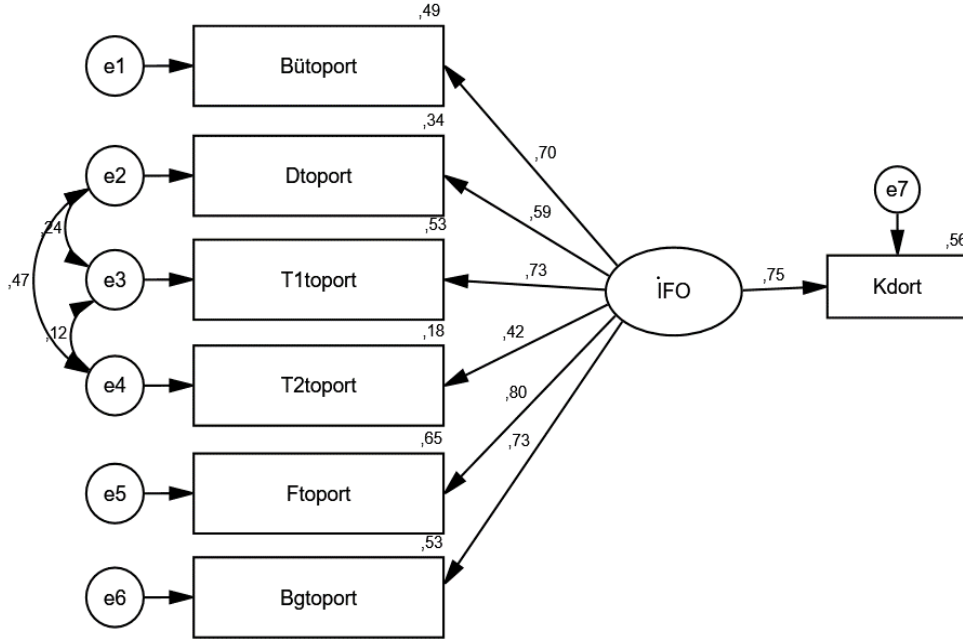 ,49
e1
Bütoport
,34
,70
e2
Dtoport
,59
e7
,24
,53
,56
e3
T1toport
,73
İFO
,75
Kdort
,47
,12
,18
,42
e4
T2toport
,80
,65
,73
e5
Ftoport
,53
e6
Bgtoport